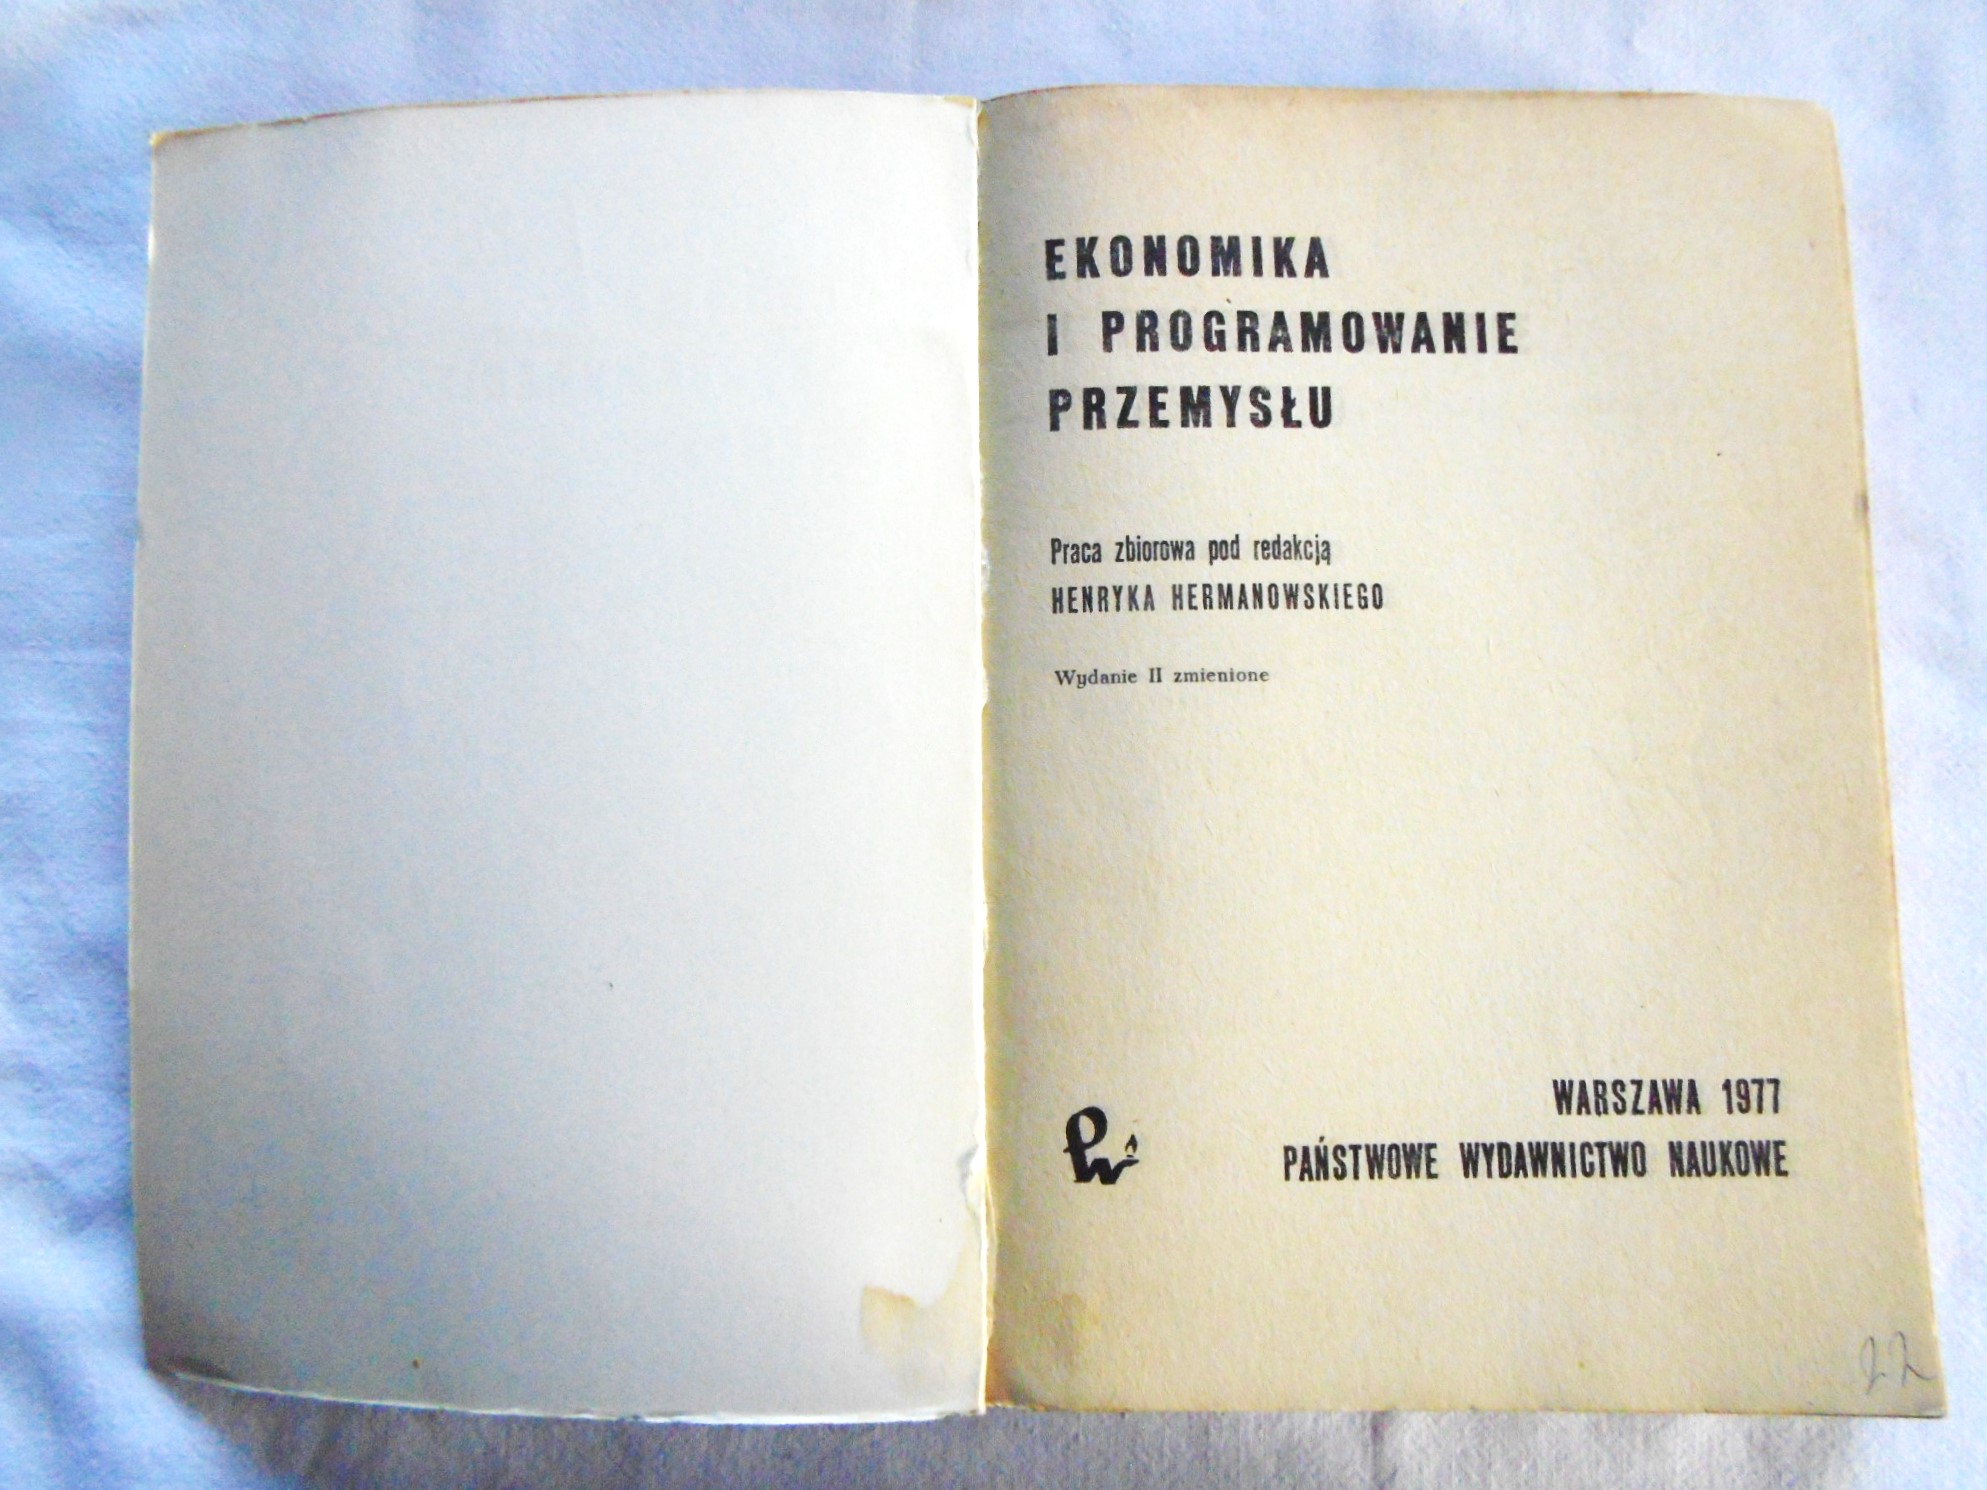 EKONOMIKA
I PROGRAMOWANIE
PRZEMYSŁU
Praca zbiorowa pod redakcją
HENRYKA HERMANOWSKIEGO
Wydanie II zmienione
WARSZAWA 1977
PAŃSTWOWE WYDAWNICTWO NAUKOWE